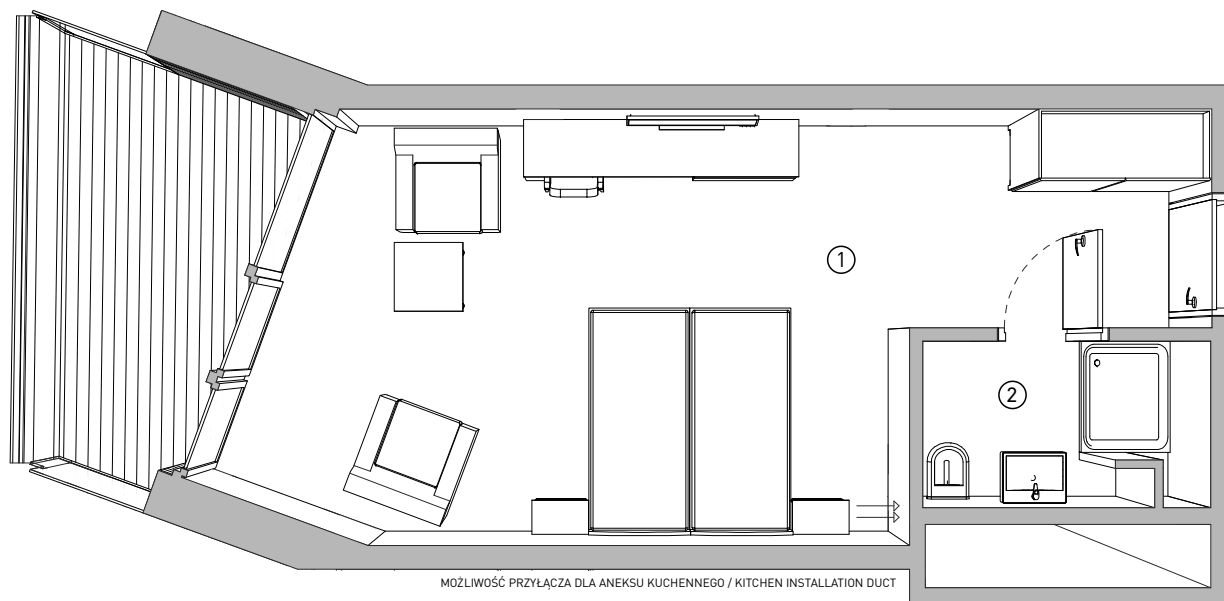 1
2
MOŻLIWOŚĆ PRZYŁĄCZA DLA ANEKSU KUCHENNEGO / KITCHEN INSTALLATION DUCT